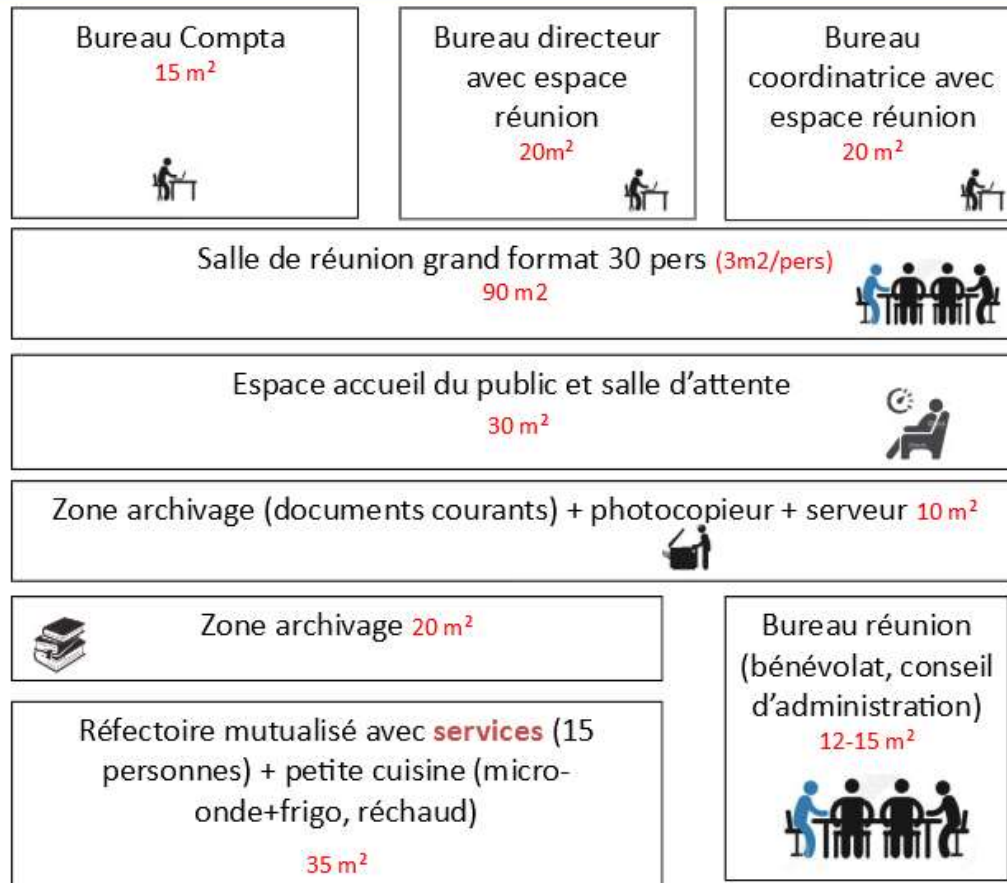 Bureau Compta
15 m²
Bureau directeur
avec espace
réunion
20m²
Bureau
coordinatrice avec
espace réunion
20 m²
Salle de réunion grand format 30 pers (3m2/pers)
90 m2
Espace accueil du public et salle d'attente
30 m²
Zone archivage (documents courants) + photocopieur + serveur 10 m²
Zone archivage 20 m²
Bureau réunion
(bénévolat, conseil
d'administration)
12-15 m²
Réfectoire mutualisé avec services (15
personnes) + petite cuisine (micro-
onde+frigo, réchaud)
35 m²